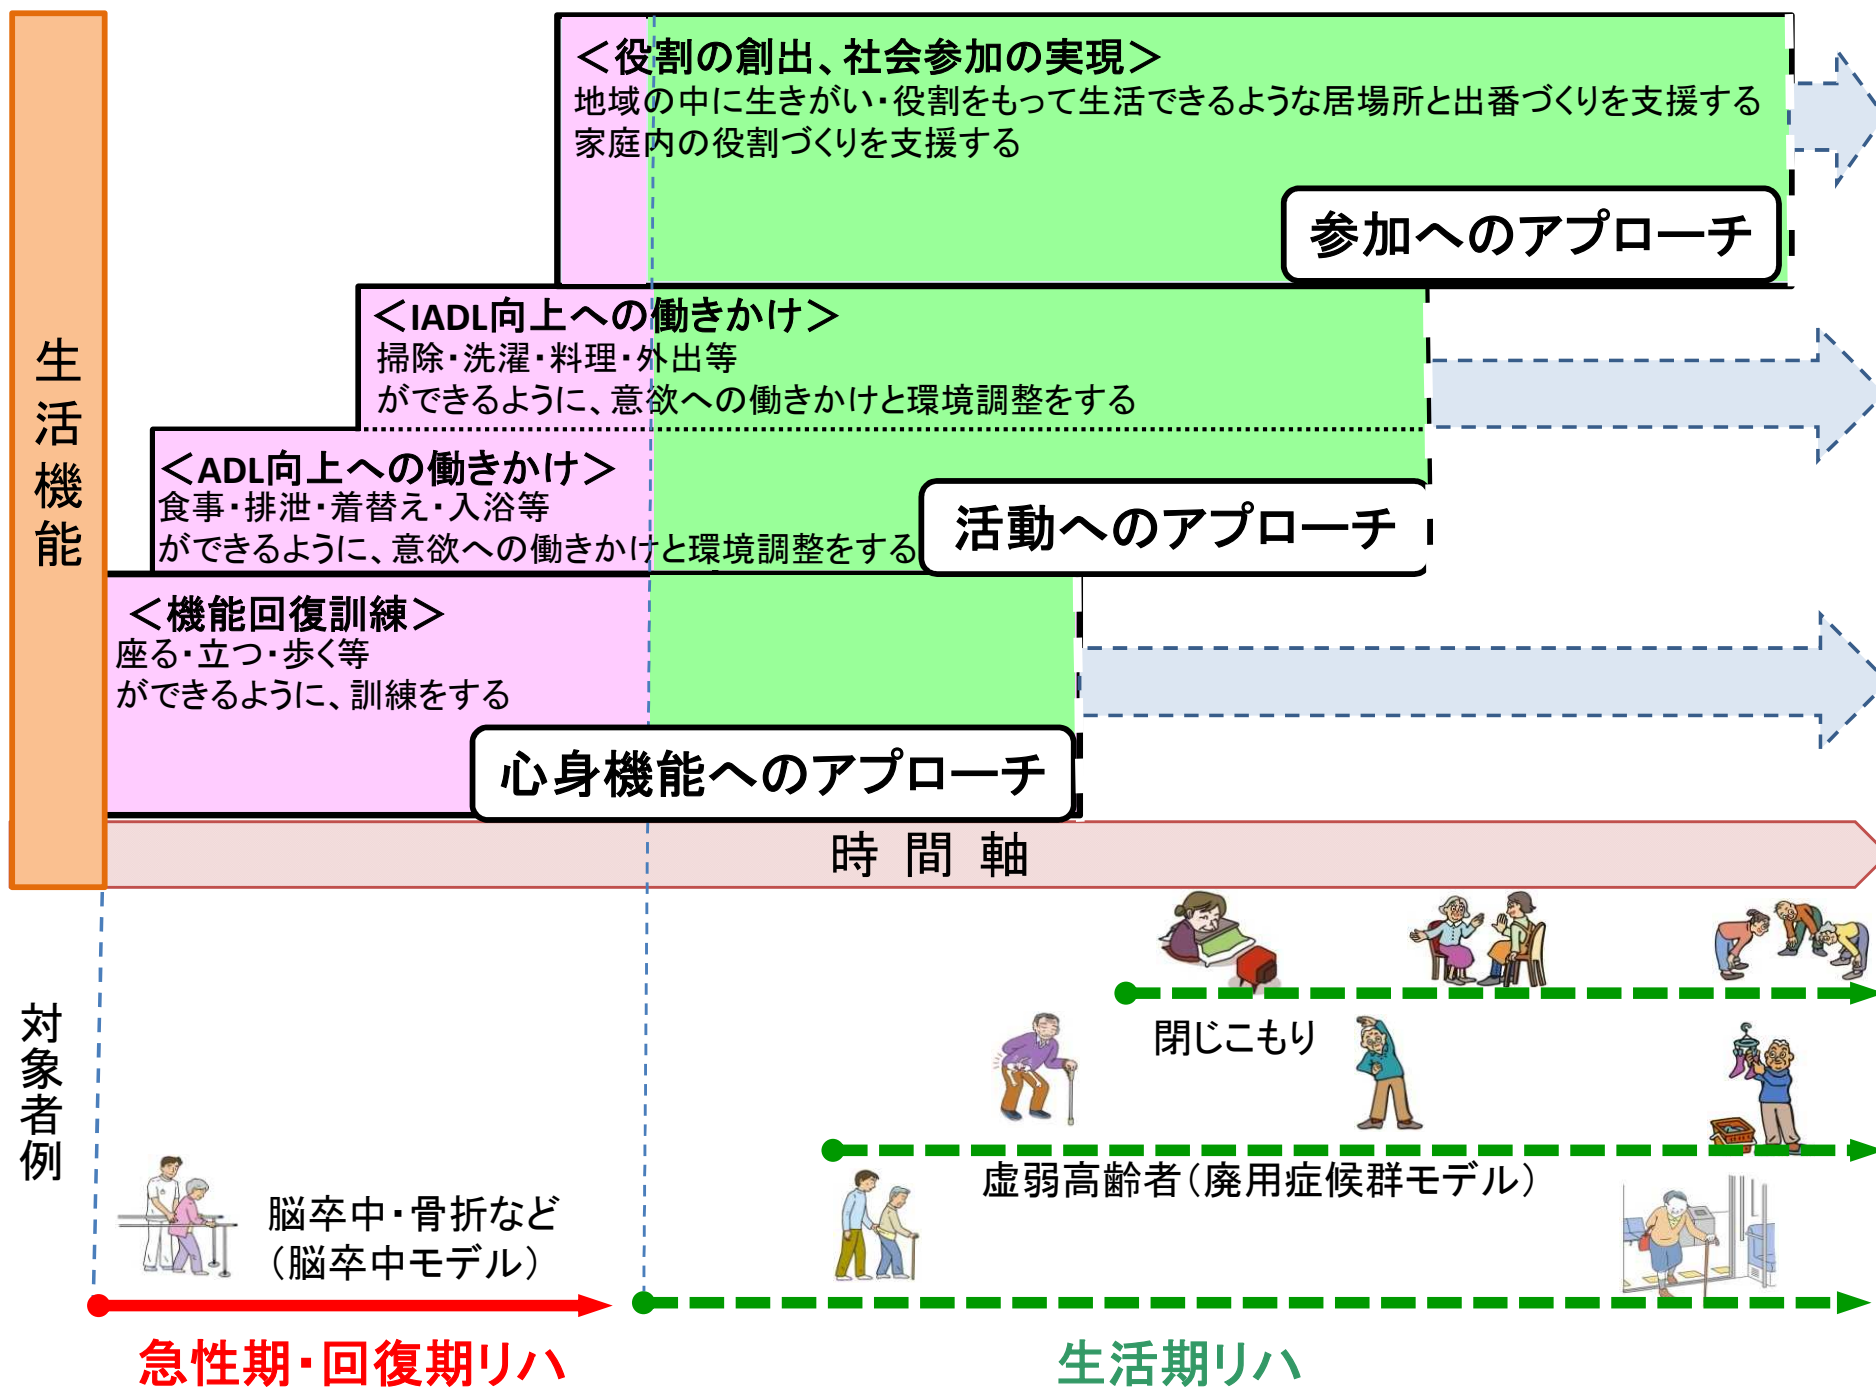 生活機能
＜役割の創出、社会参加の実現＞
地域の中に生きがい・役割をもって生活できるような居場所と出番づくりを支援する
家庭内の役割づくりを支援する
参加へのアプローチ
＜IADL向上への働きかけ＞
掃除・洗濯・料理・外出等
ができるように、意欲への働きかけと環境調整をする
＜ADL向上への働きかけ＞
食事・排泄・着替え・入浴等
ができるように、意欲への働きかけと環境調整をする
活動へのアプローチ
＜機能回復訓練＞
座る・立つ・歩く等
ができるように、訓練をする
心身機能へのアプローチ
時間軸
対象者例
閉じこもり
虚弱高齢者（廃用症候群モデル）
脳卒中・骨折など
（脳卒中モデル）
急性期・回復期リハ
生活期リハ